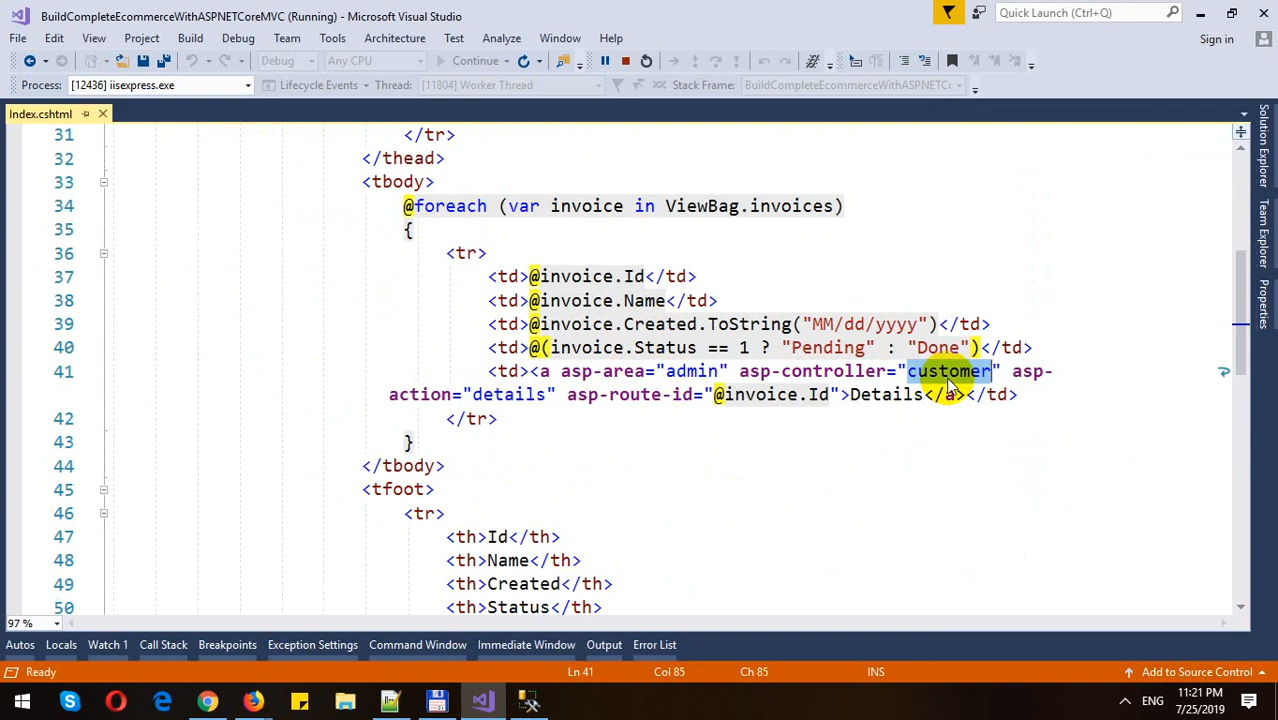 BuildCompleteEcommerceWithASPNETCoreMVC (Running) - Microsoft Visual Studio
Quick Launch (Ctrl+Q)
File Edit View Project Build Debug Team Tools Architecture Test Analyze Window Help
Sign in
Debug Any CPU Continue
Process: [12436] iisexpress.exe Lifecycle Events Thread: [11804] Worker Thread Stack Frame: BuildCompleteEcommerceWithASPNETCoreMVC
Index.cshtml
31 </tr>
32 </thead>
33 <tbody>
34 @foreach (var invoice in ViewBag.invoices)
35 {
36 <tr>
37 <td>@invoice.Id</td>
38 <td>@invoice.Name</td>
39 <td>@invoice.Created.ToString("MM/dd/yyyy")</td>
40 <td>@(invoice.Status == 1 ? "Pending" : "Done")</td>
41 <td><a asp-area="admin" asp-controller="customer" asp-
action="details" asp-route-id="@invoice.Id">Details</a></td>
42 </tr>
43 }
44 </tbody>
45 <tfoot>
46 <tr>
47 <th>Id</th>
48 <th>Name</th>
49 <th>Created</th>
50 <th>Status</th>
Solution Explorer
Team Explorer
Properties
97 %
Autos Locals Watch 1 Call Stack Breakpoints Exception Settings Command Window Immediate Window Output Error List
Ready Ln 41 Col 85 Ch 85 INS Add to Source Control
ENG
11:21 PM
7/25/2019